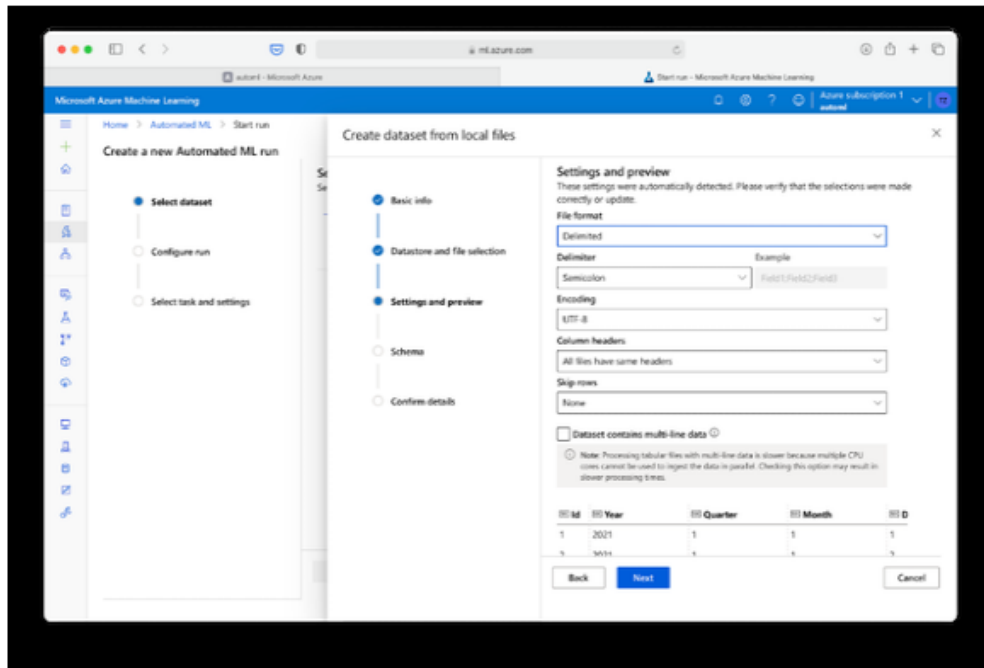 ml.azure.com
automl - Microsoft Azure
Start run - Microsoft Azure Machine Learning
Microsoft Azure Machine Learning
Azure subscription 1
automl
Home > Automated ML > Start run
Create a new Automated ML run
Select dataset
Configure run
Select task and settings
Se
Se
Create dataset from local files
Basic info
Datastore and file selection
Settings and preview
Schema
Confirm details
Settings and preview
These settings were automatically detected. Please verify that the selections were made
correctly or update.
File format
Delimited
Delimiter Example
Semicolon Field1;Field2;Field3
Encoding
UTF-8
Column headers
All files have same headers
Skip rows
None
Dataset contains multi-line data
Note: Processing tabular files with multi-line data is slower because multiple CPU
cores cannot be used to ingest the data in parallel. Checking this option may result in
slower processing times.
Id Year Quarter Month D
1 2021 1 1 1
2 2021 1 1 2
Back Next Cancel